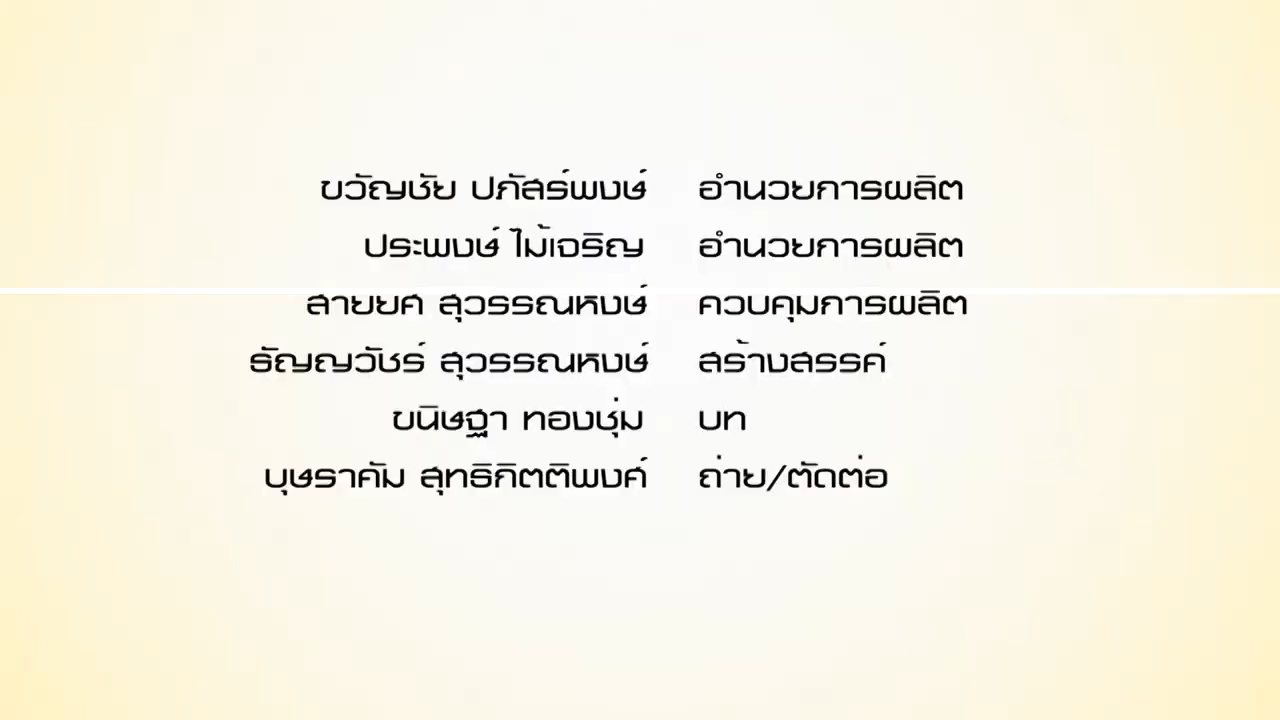 ขวัญชัย ปภัสร์พงษ์ อำนวยการผลิต
ประพงษ์ ไม้เจริญ อำนวยการผลิต
สายยศ สุวรรณหงษ์ ควบคุมการผลิต
ธัญญวัชร์ สุวรรณหงษ์ สร้างสรรค์
ขนิษฐา ทองชุ่ม บท
บุษราคัม สุทธิกิตติพงศ์ ถ่าย/ตัดต่อ